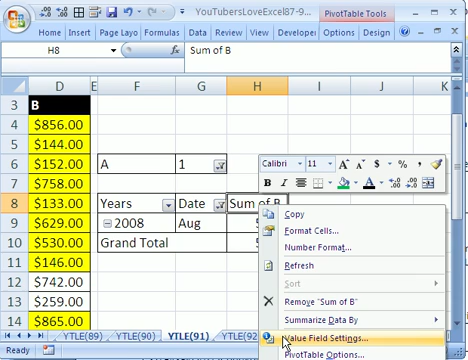 YouTubersLoveExcel87-9
PivotTable Tools
Home Insert Page Layo Formulas Data Review View Developer Options Design
H8 fx Sum of B
D E F G H I J K
3 B
4 $856.00
5 $144.00
6 $152.00 A 1
7 $758.00
8 $133.00 Years Date Sum of B
9 $629.00 2008 Aug 5
10 $530.00 Grand Total 5
11 $146.00
12 $742.00
13 $259.00
14 $865.00
Calibri 11 A A $ % ,
B I A
Copy
Format Cells...
Number Format...
Refresh
Sort
Remove "Sum of B"
Summarize Data By
Value Field Settings...
PivotTable Options...
YTLE(89) YTLE(90) YTLE(91) YTLE(92
Ready